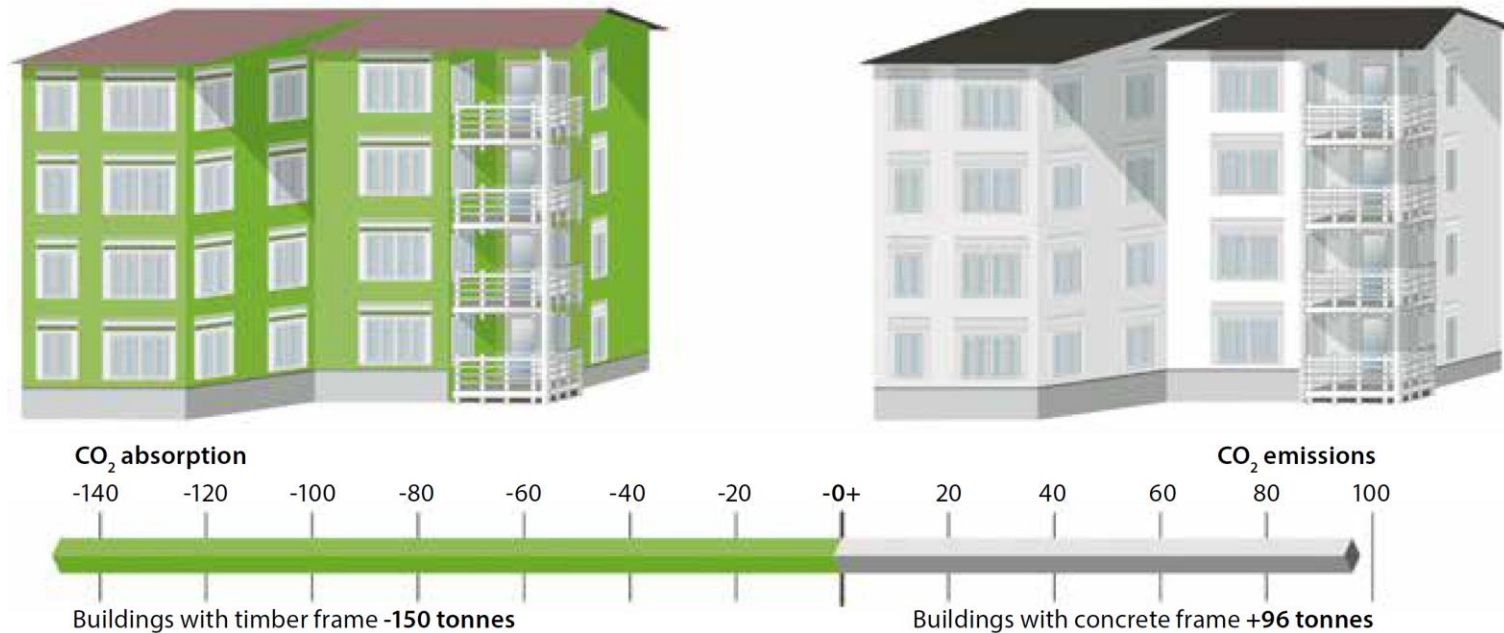 CO₂ absorption CO₂ emissions
-140 -120 -100 -80 -60 -40 -20 -0+ 20 40 60 80 100
Buildings with timber frame -150 tonnes Buildings with concrete frame +96 tonnes